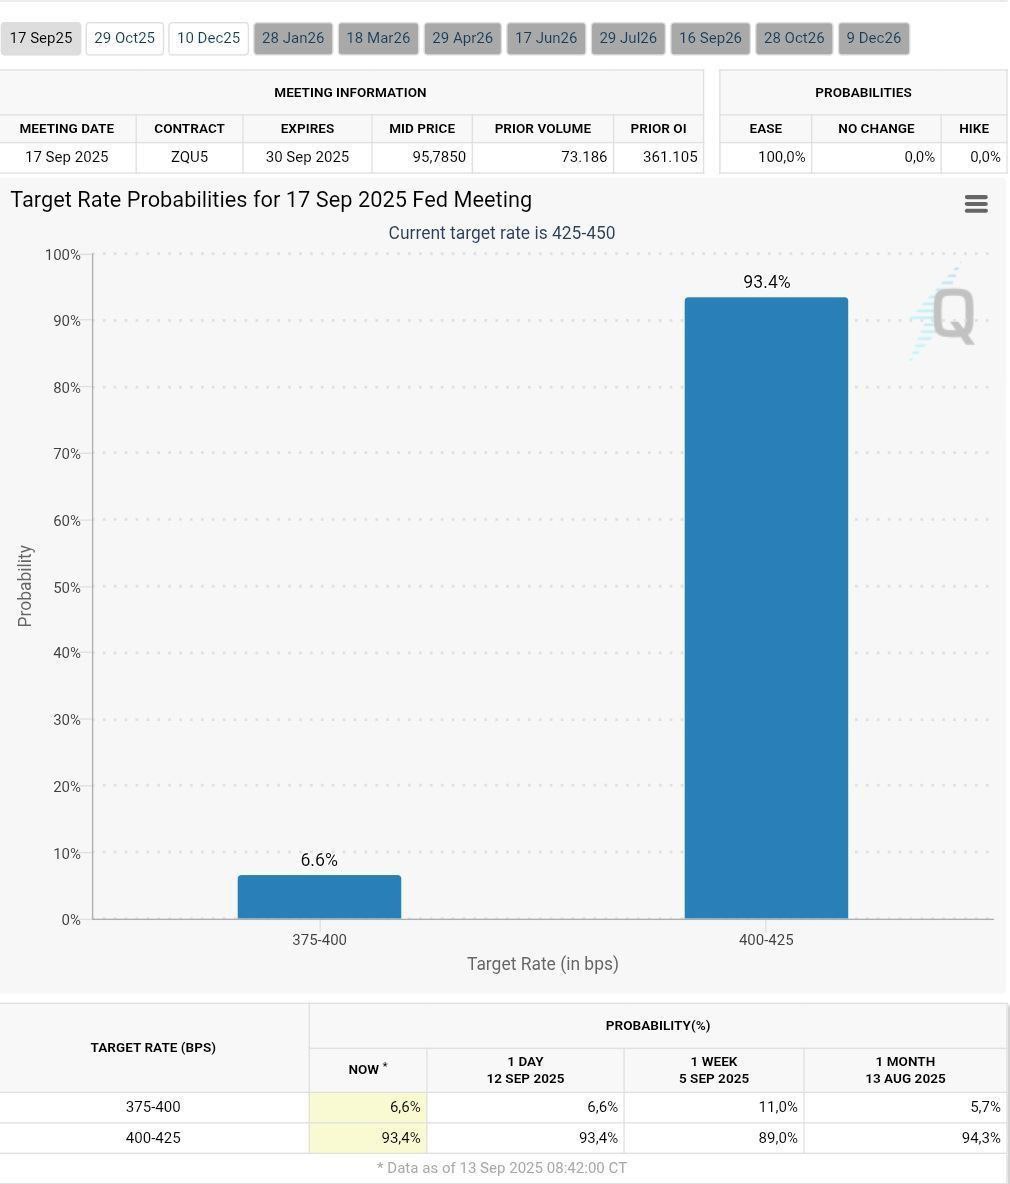 17 Sep25 29 Oct25 10 Dec25 28 Jan26 18 Mar26 29 Apr26 17 Jun26 29 Jul26 16 Sep26 28 Oct26 9 Dec26
MEETING INFORMATION
MEETING DATE CONTRACT EXPIRES MID PRICE PRIOR VOLUME PRIOR OI
17 Sep 2025 ZQU5 30 Sep 2025 95,7850 73.186 361.105
PROBABILITIES
EASE NO CHANGE HIKE
100,0% 0,0% 0,0%
Target Rate Probabilities for 17 Sep 2025 Fed Meeting
Current target rate is 425-450
100%
90%
80%
70%
60%
50%
40%
30%
20%
10%
0%
Probability
6.6%
93.4%
Q
375-400 400-425
Target Rate (in bps)
TARGET RATE (BPS)
PROBABILITY(%)
NOW *
1 DAY
12 SEP 2025
1 WEEK
5 SEP 2025
1 MONTH
13 AUG 2025
375-400 6,6% 6,6% 11,0% 5,7%
400-425 93,4% 93,4% 89,0% 94,3%
* Data as of 13 Sep 2025 08:42:00 CT